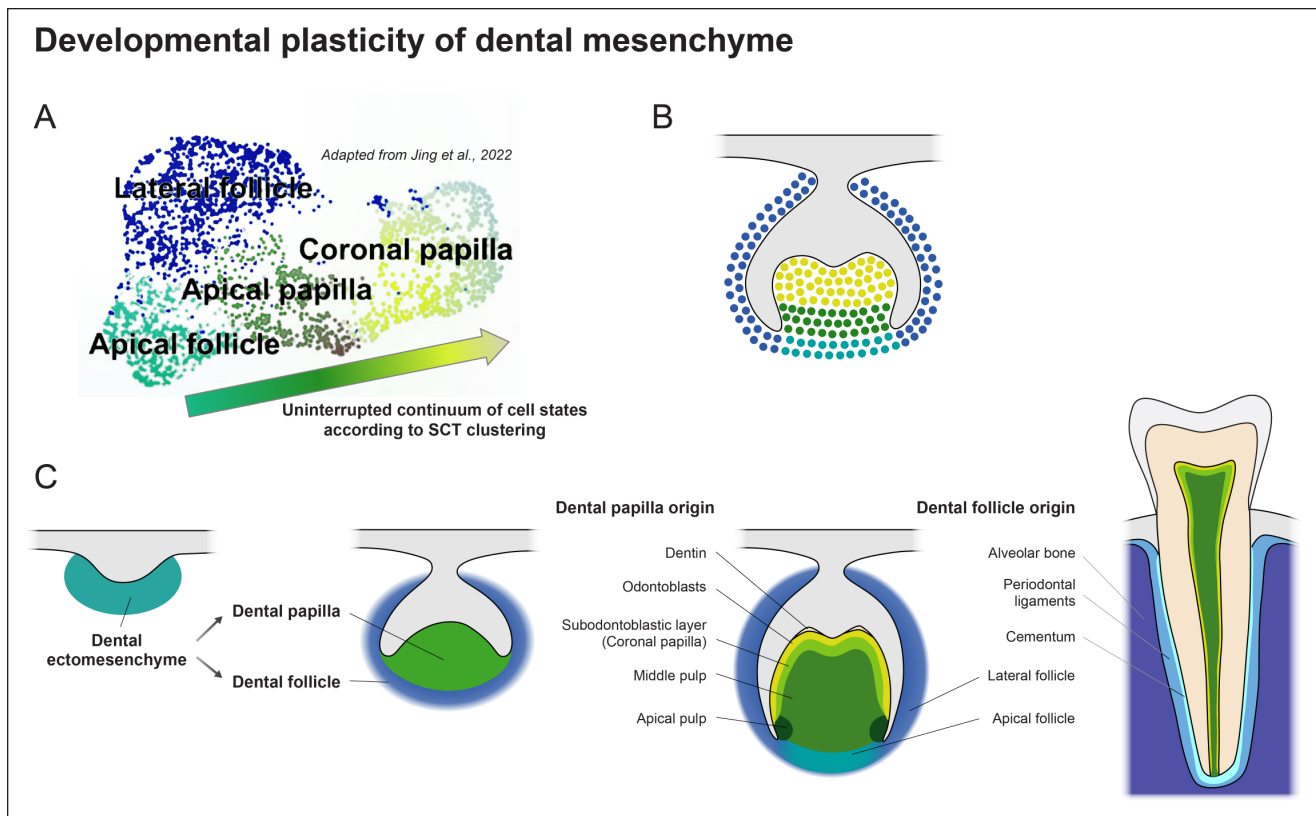 Developmental plasticity of dental mesenchyme
A
Adapted from Jing et al., 2022
Lateral follicle
Coronal papilla
Apical papilla
Apical follicle
Uninterrupted continuum of cell states
according to SCT clustering
B
C
Dental
ectomesenchyme
Dental papilla
Dental follicle
Dental papilla origin
Dentin
Odontoblasts
Subodontoblastic layer
(Coronal papilla)
Middle pulp
Apical pulp
Dental follicle origin
Alveolar bone
Periodontal
ligaments
Cementum
Lateral follicle
Apical follicle